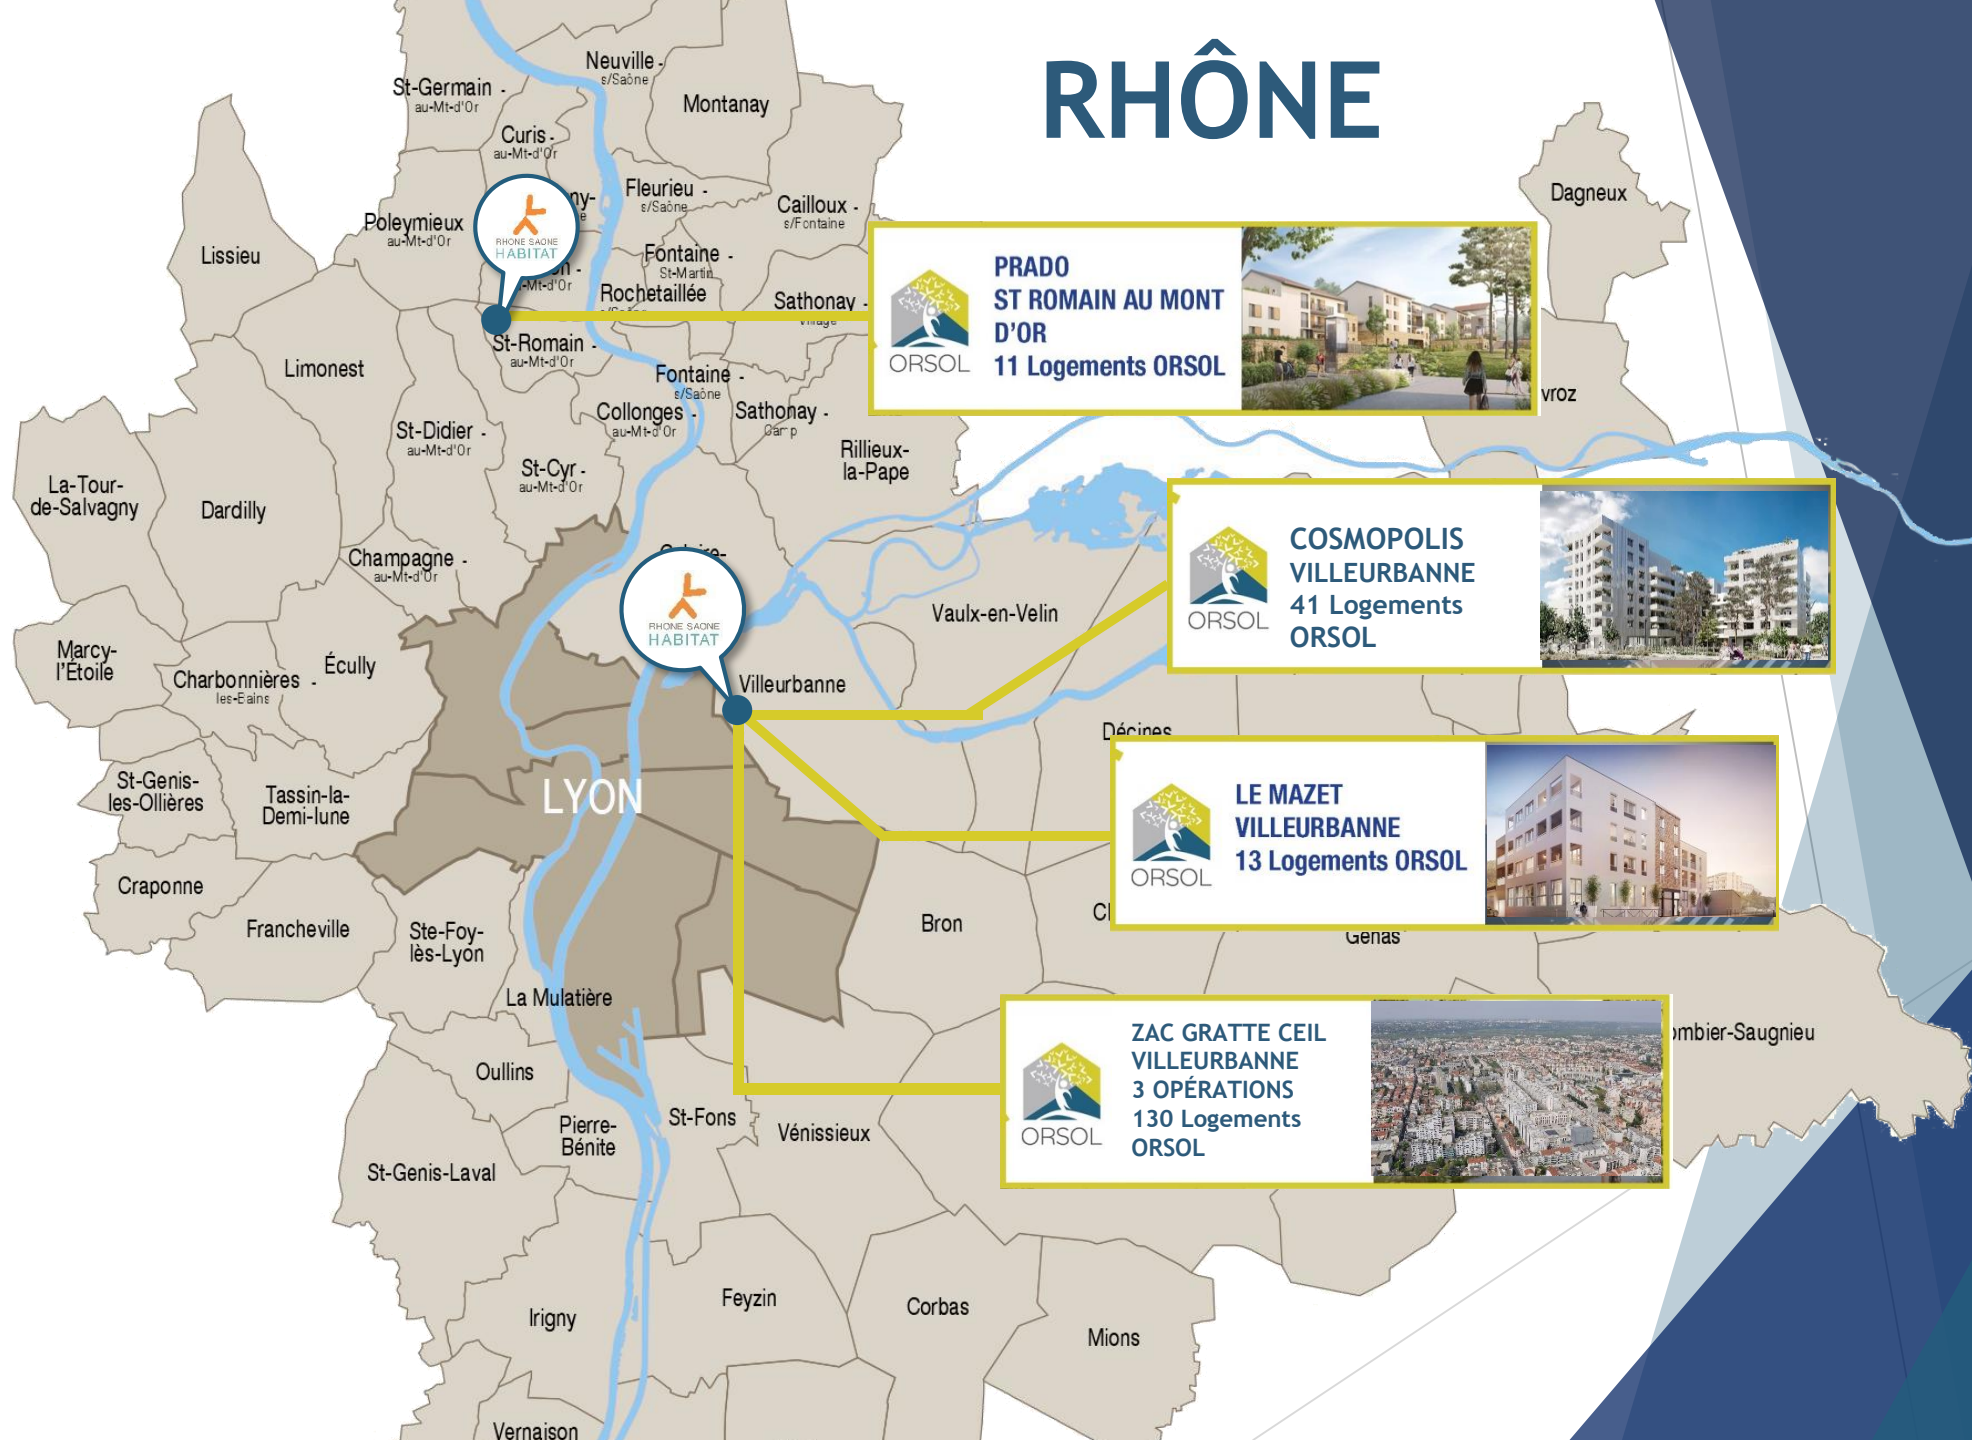 RHÔNE
Neuville -
s/Saône
St-Germain -
au-Mt-d'Or
Montanay
Curis -
au-Mt-d'Or
Dagneux
Fleurieu -
s/Saône
Cailloux -
s/Fontaine
Poleymieux
au-Mt-d'Or
RHONE SAONE
HABITAT
Lissieu
Fontaine -
St-Martin
Rochetaillée
Sathonay -
Village
ORSOL
PRADO
ST ROMAIN AU MONT
D'OR
11 Logements ORSOL
St-Romain -
au-Mt-d'Or
Limonest
Fontaine -
s/Saône
Collonges -
au-Mt-d'Or
Sathonay -
Camp
St-Didier -
au-Mt-d'Or
Rillieux-
la-Pape
St-Cyr -
au-Mt-d'Or
La-Tour-
de-Salvagny
Dardilly
Champagne -
au-Mt-d'Or
RHONE SAONE
HABITAT
Vaulx-en-Velin
ORSOL
COSMOPOLIS
VILLEURBANNE
41 Logements
ORSOL
Marcy-
l'Étoile
Charbonnières -
les-Bains
Écully
Villeurbanne
Décines
St-Genis-
les-Ollières
Tassin-la-
Demi-lune
LYON
ORSOL
LE MAZET
VILLEURBANNE
13 Logements ORSOL
Craponne
Francheville
Ste-Foy-
lès-Lyon
Bron
Genas
La Mulatière
Oullins
ORSOL
ZAC GRATTE CEIL
VILLEURBANNE
3 OPÉRATIONS
130 Logements
ORSOL
ombier-Saugnieu
Pierre-
Bénite
St-Fons
Vénissieux
St-Genis-Laval
Irigny
Feyzin
Corbas
Mions
Vernaison